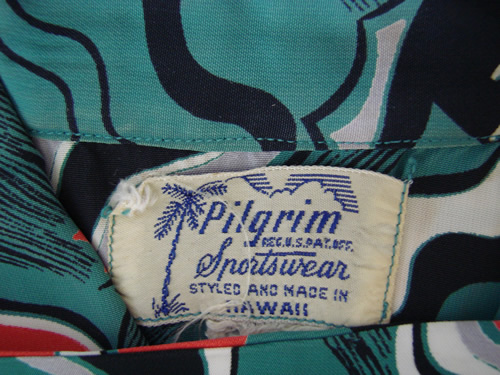 Pilgrim
REG. U.S. PAT. OFF.
Sportswear
STYLED AND MADE IN
HAWAII